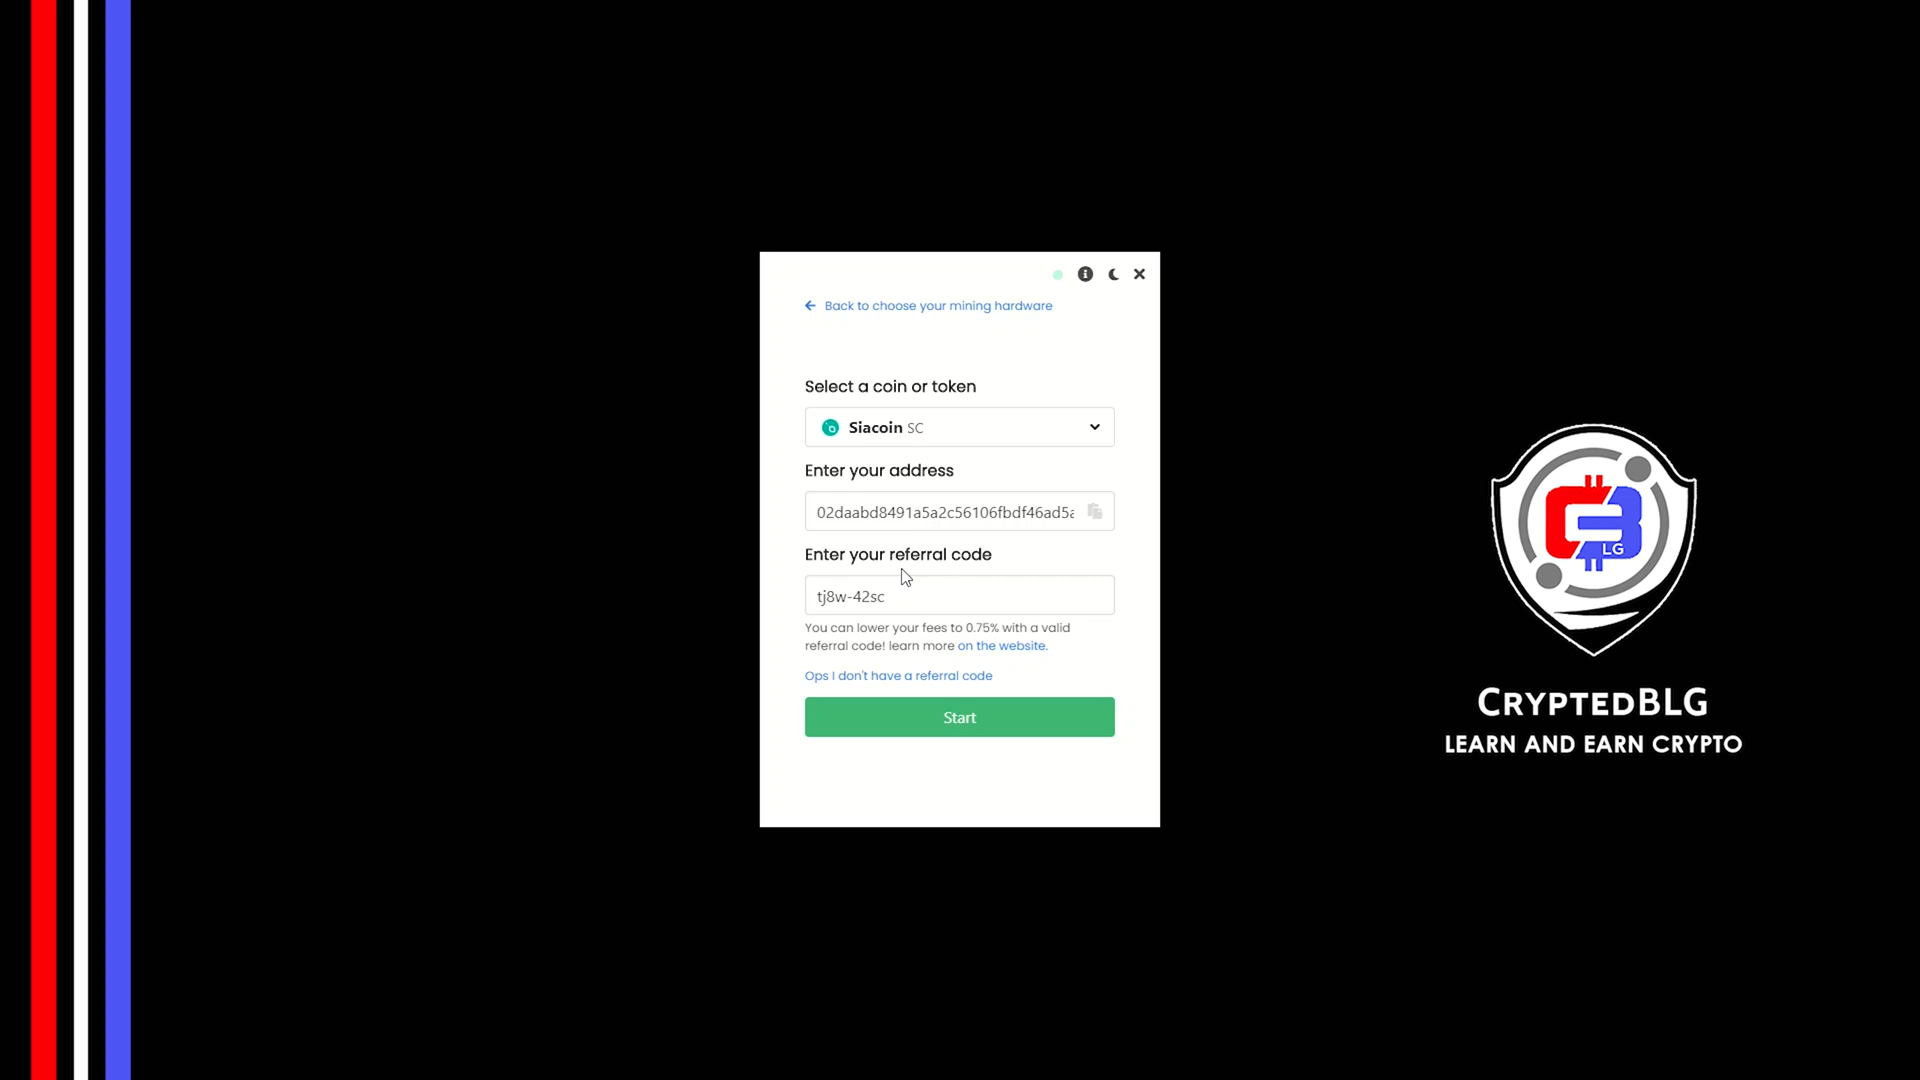 Back to choose your mining hardware
Select a coin or token
Siacoin SC
Enter your address
02daabd8491a5a2c56106fbdf46ad5a
Enter your referral code
tj8w-42sc
You can lower your fees to 0.75% with a valid
referral code! learn more on the website.
Ops I don't have a referral code
Start
LG
CRYPTEDBLG
LEARN AND EARN CRYPTO